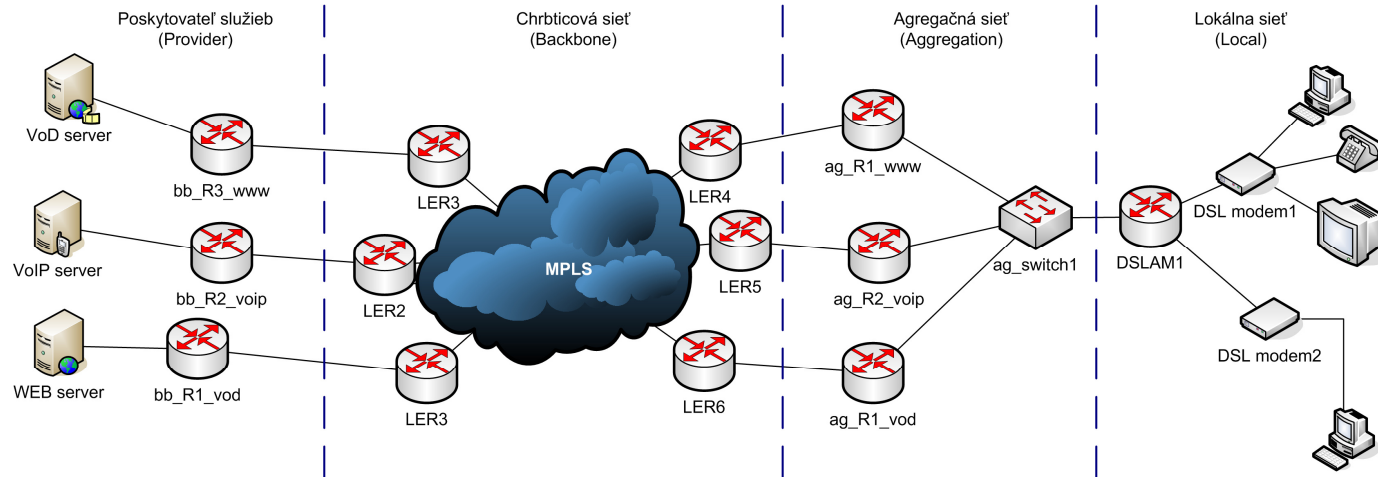 Poskytovateľ služieb
(Provider)
Chrbticová sieť
(Backbone)
Agregačná sieť
(Aggregation)
Lokálna sieť
(Local)
VoD server
bb_R3_www
LER3
LER4
ag_R1_www
DSL modem1
VoIP server
bb_R2_voip
LER2
MPLS
LER5
ag_R2_voip
ag_switch1
DSLAM1
WEB server
bb_R1_vod
LER3
LER6
ag_R1_vod
DSL modem2